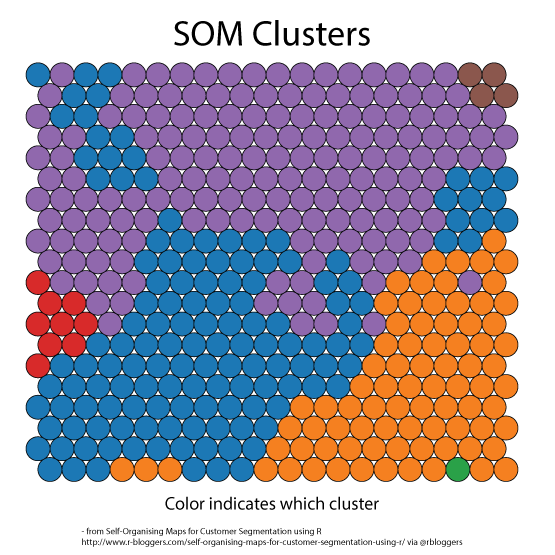 SOM Clusters
Color indicates which cluster
- from Self-Organising Maps for Customer Segmentation using R
http://www.r-bloggers.com/self-organising-maps-for-customer-segmentation-using-r/ via @rbloggers